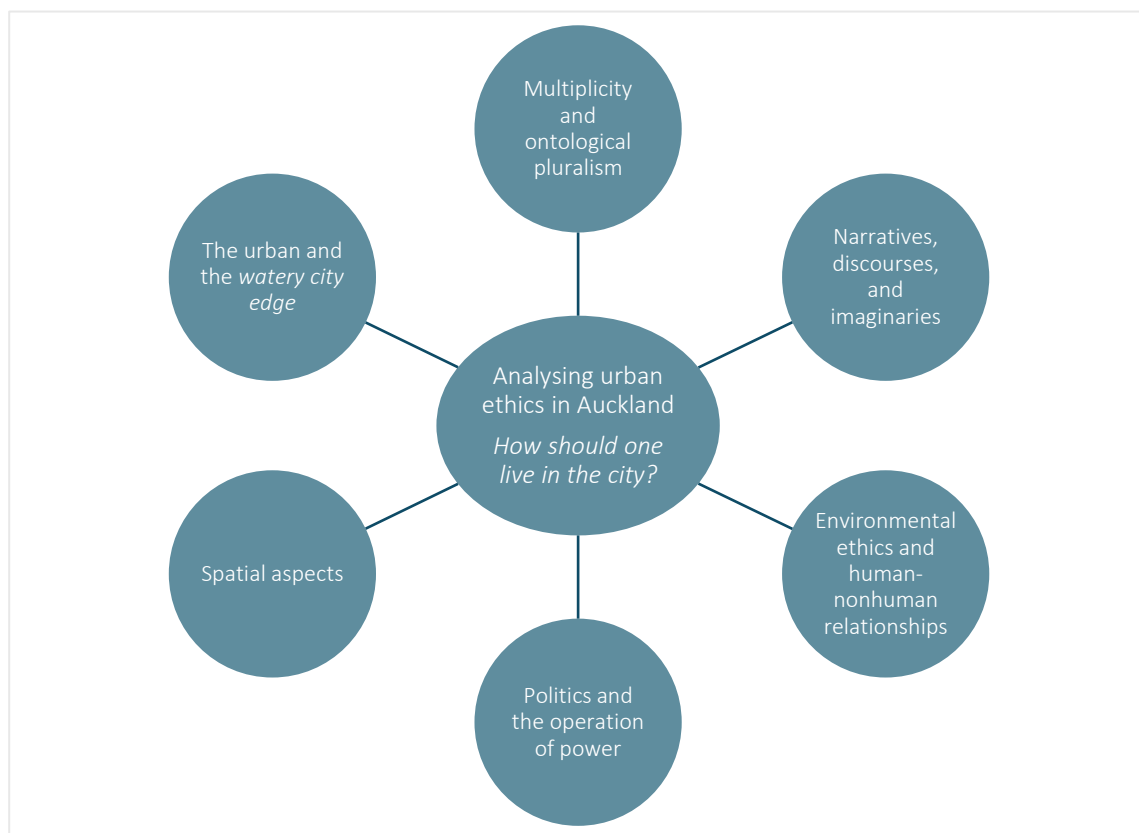 Multiplicity
and
ontological
pluralism
Narratives,
discourses,
and
imaginaries
Environmental
ethics and
human-
nonhuman
relationships
Politics and
the operation
of power
Spatial aspects
The urban and
the watery city
edge
Analysing urban
ethics in Auckland
How should one
live in the city?